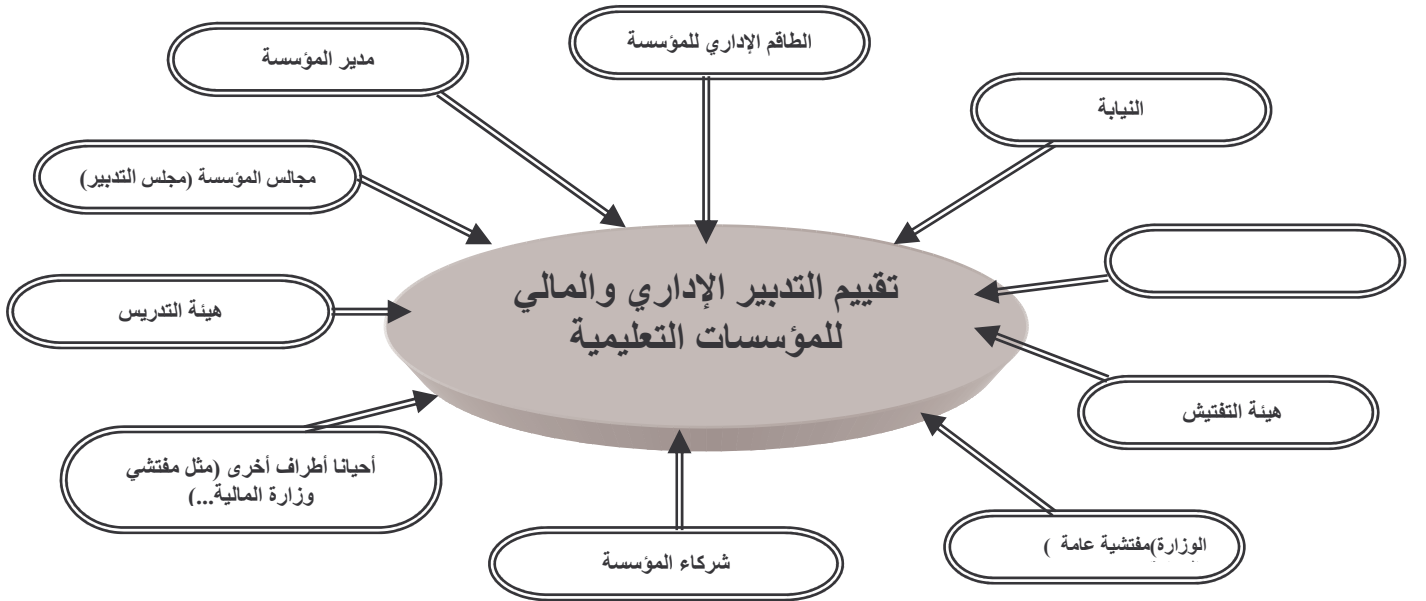 الطاقم الإداري للمؤسسة
مدير المؤسسة
النيابة
مجالس المؤسسة (مجلس التدبير)
تقييم التدبير الإداري والمالي
للمؤسسات التعليمية
هيئة التدريس
هيئة التفتيش
أحيانا أطراف أخرى (مثل مفتشي
وزارة المالية...)
الوزارة)مفتشية عامة (
شركاء المؤسسة